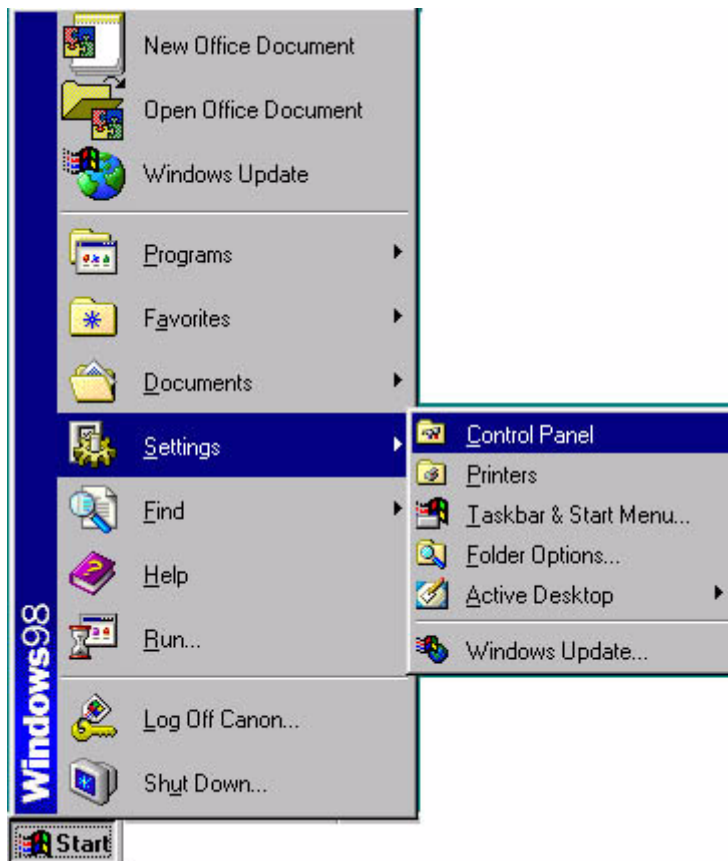 New Office Document
Open Office Document
Windows Update
Programs
Favorites
Documents
Settings
Find
Help
Run...
Log Off Canon...
Shut Down...
Control Panel
Printers
Taskbar & Start Menu...
Folder Options...
Active Desktop
Windows Update...
Windows98
Start